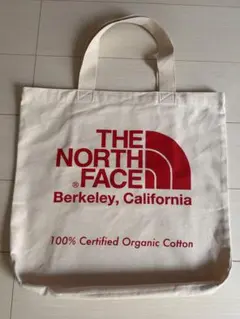 THE
NORTH
FACE
®
Berkeley, California
100% Certified Organic Cotton